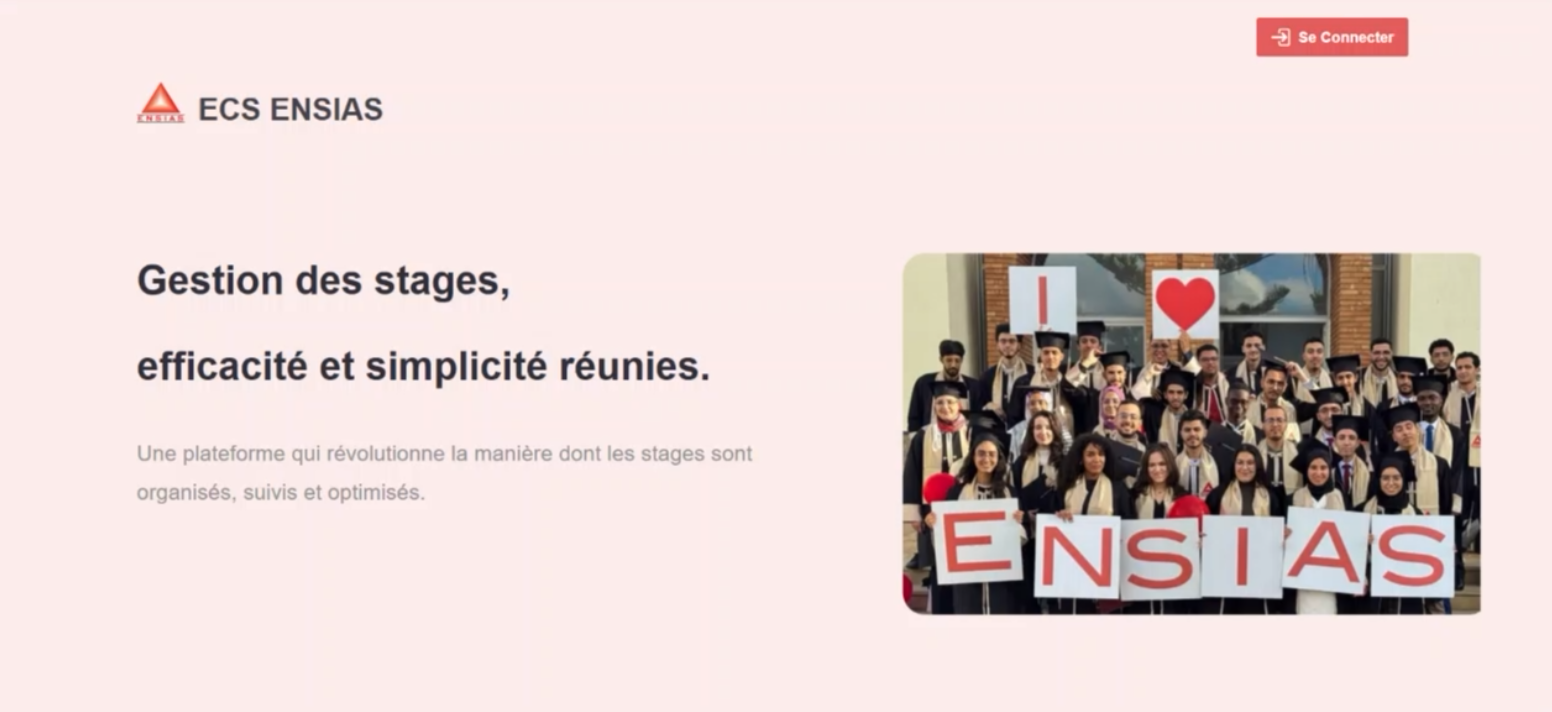 Se Connecter
ENSIAS
ECS ENSIAS
Gestion des stages,
efficacité et simplicité réunies.
Une plateforme qui révolutionne la manière dont les stages sont
organisés, suivis et optimisés.
I ♥
ENSIAS